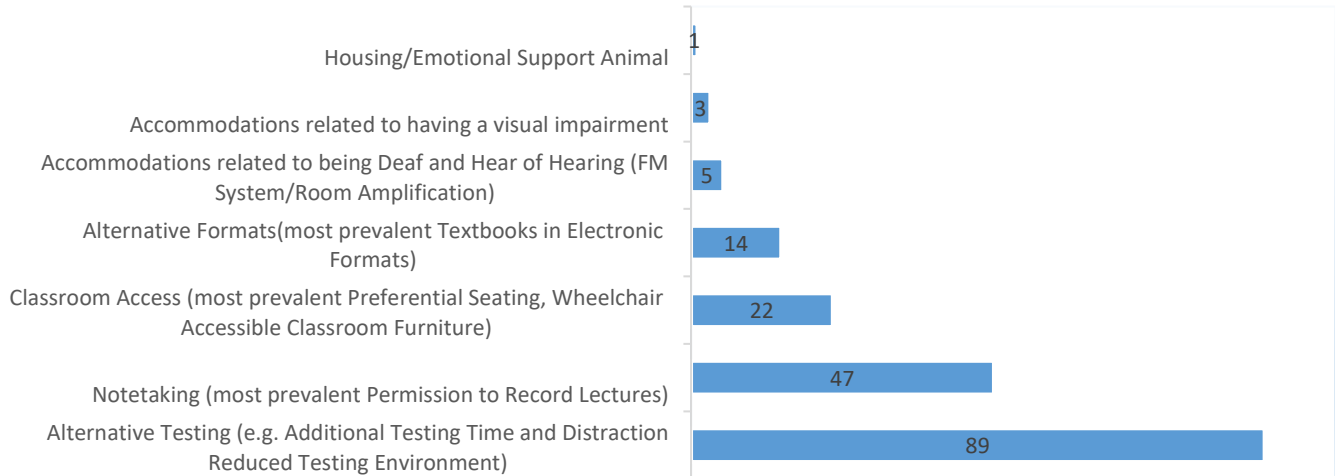 1
Housing/Emotional Support Animal
3
Accommodations related to having a visual impairment
Accommodations related to being Deaf and Hear of Hearing (FM
System/Room Amplification)
5
Alternative Formats(most prevalent Textbooks in Electronic
Formats)
14
Classroom Access (most prevalent Preferential Seating, Wheelchair
Accessible Classroom Furniture)
22
Notetaking (most prevalent Permission to Record Lectures)
47
Alternative Testing (e.g. Additional Testing Time and Distraction
Reduced Testing Environment)
89